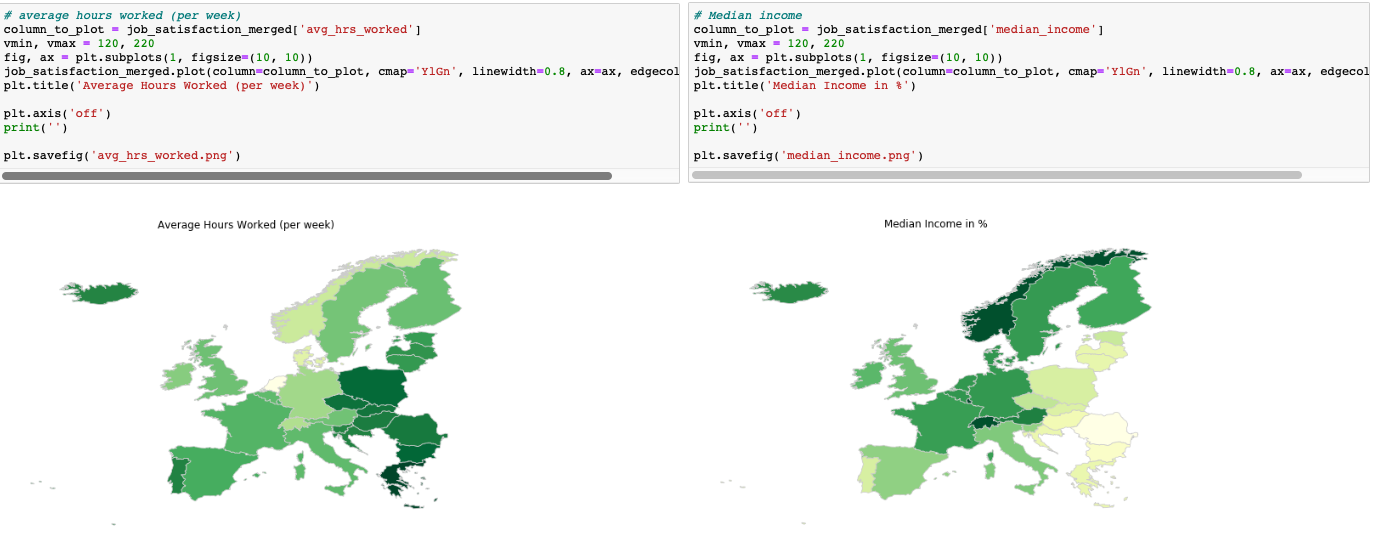 # average hours worked (per week)
column_to_plot = job_satisfaction_merged['avg_hrs_worked']
vmin, vmax = 120, 220
fig, ax = plt.subplots(1, figsize=(10, 10))
job_satisfaction_merged.plot(column=column_to_plot, cmap='YlGn', linewidth=0.8, ax=ax, edgecol
plt.title('Average Hours Worked (per week)')
plt.axis('off')
print('')
plt.savefig('avg_hrs_worked.png')
Average Hours Worked (per week)
# Median income
column_to_plot = job_satisfaction_merged['median_income']
vmin, vmax = 120, 220
fig, ax = plt.subplots(1, figsize=(10, 10))
job_satisfaction_merged.plot(column=column_to_plot, cmap='YlGn', linewidth=0.8, ax=ax, edgecol
plt.title('Median Income in %')
plt.axis('off')
print('')
plt.savefig('median_income.png')
Median Income in %